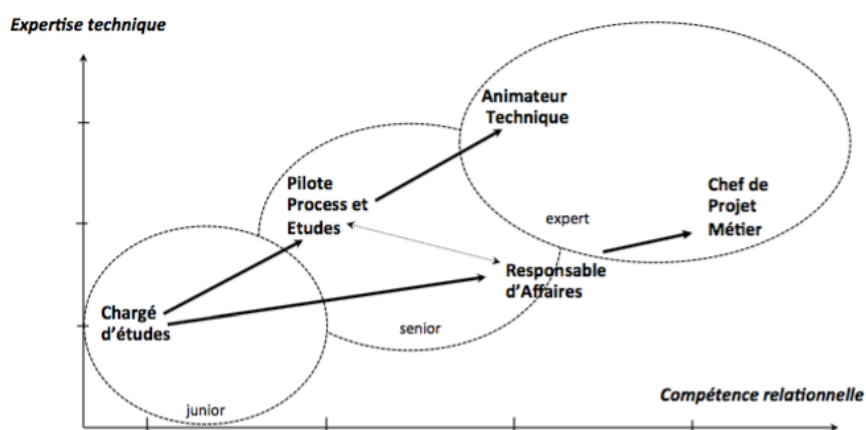 Expertise technique
Animateur
Technique
Pilote
Process et
Etudes
Chef de
Projet
Métier
expert
Responsable
d'Affaires
Chargé
d'études
senior
Compétence relationnelle
junior